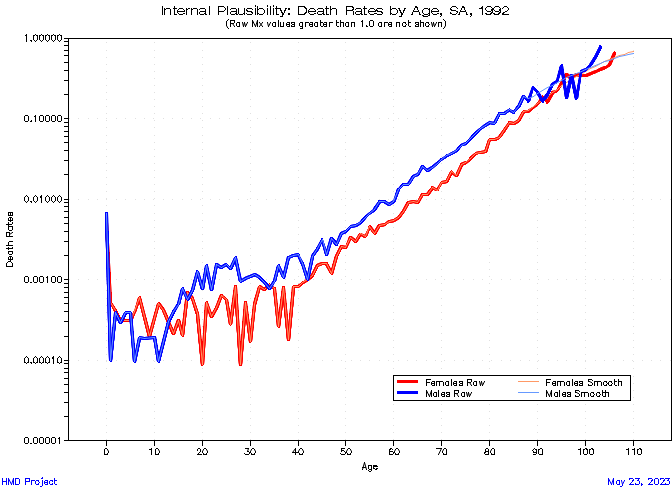 Internal Plausibility: Death Rates by Age, SA, 1992
(Raw Mx values greater than 1.0 are not shown)
1.00000
0.10000
0.01000
0.00100
0.00010
0.00001
Death Rates
Females Raw
Females Smooth
Males Raw
Males Smooth
0 10 20 30 40 50 60 70 80 90 100 110
Age
HMD Project
May 23, 2023